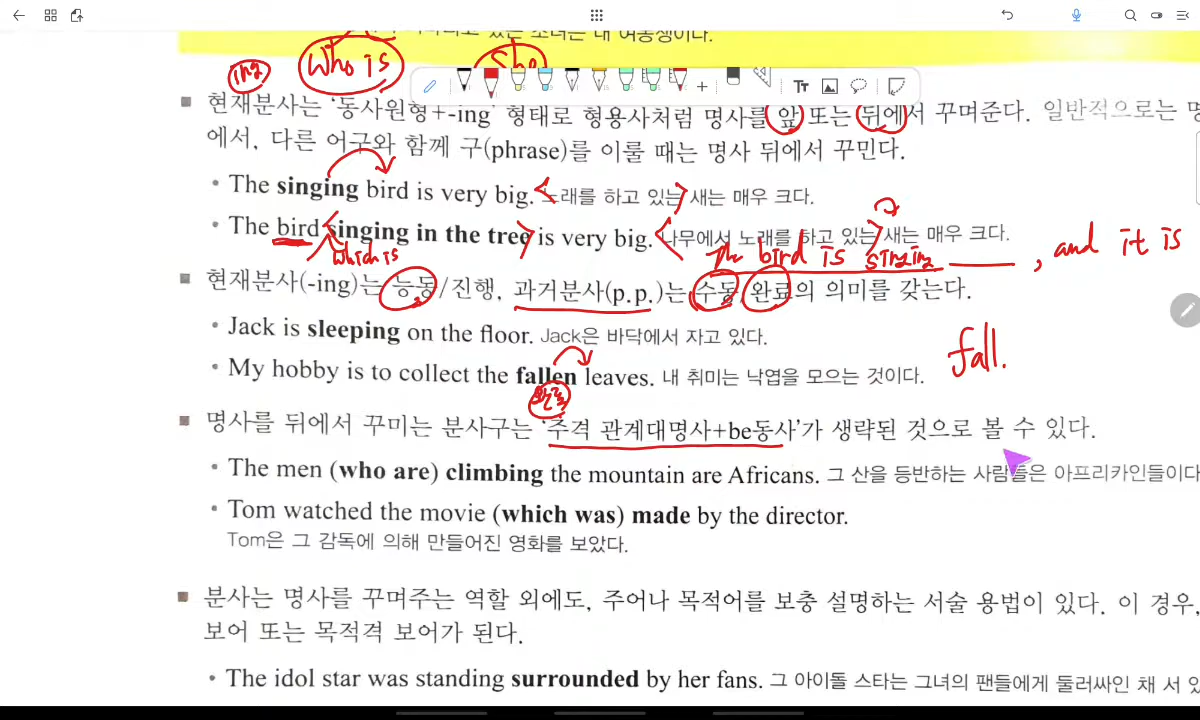 있는 소녀는 내 여동생이다.
who is
ing
Tт
현재분사는 ‘동사원형+-ing’ 형태로 형용사처럼 명사를 앞 또는 뒤에서 꾸며준다. 일반적으로는
에서, 다른 어구와 함께 구(phrase)를 이룰 때는 명사 뒤에서 꾸민다.
• The singing bird is very big. 노래를 하고 있는 새는 매우 크다.
• The bird singing in the tree is very big. 나무에서 노래를 하고 있는 새는 매우 크다.
which is
The bird is singing , and it is
현재분사(-ing)는 능동/진행, 과거분사(p.p.)는 수동 완료의 의미를 갖는다.
• Jack is sleeping on the floor. Jack은 바닥에서 자고 있다.
fall.
• My hobby is to collect the fallen leaves. 내 취미는 낙엽을 모으는 것이다.
완료
명사를 뒤에서 꾸미는 분사구는 ‘주격 관계대명사+be동사’가 생략된 것으로 볼 수 있다.
• The men (who are) climbing the mountain are Africans. 그 산을 등반하는 사람들은 아프리카인들이다
• Tom watched the movie (which was) made by the director.
Tom은 그 감독에 의해 만들어진 영화를 보았다.
분사는 명사를 꾸며주는 역할 외에도, 주어나 목적어를 보충 설명하는 서술 용법이 있다. 이 경우,
보어 또는 목적격 보어가 된다.
• The idol star was standing surrounded by her fans. 그 아이돌 스타는 그녀의 팬들에게 둘러싸인 채 서